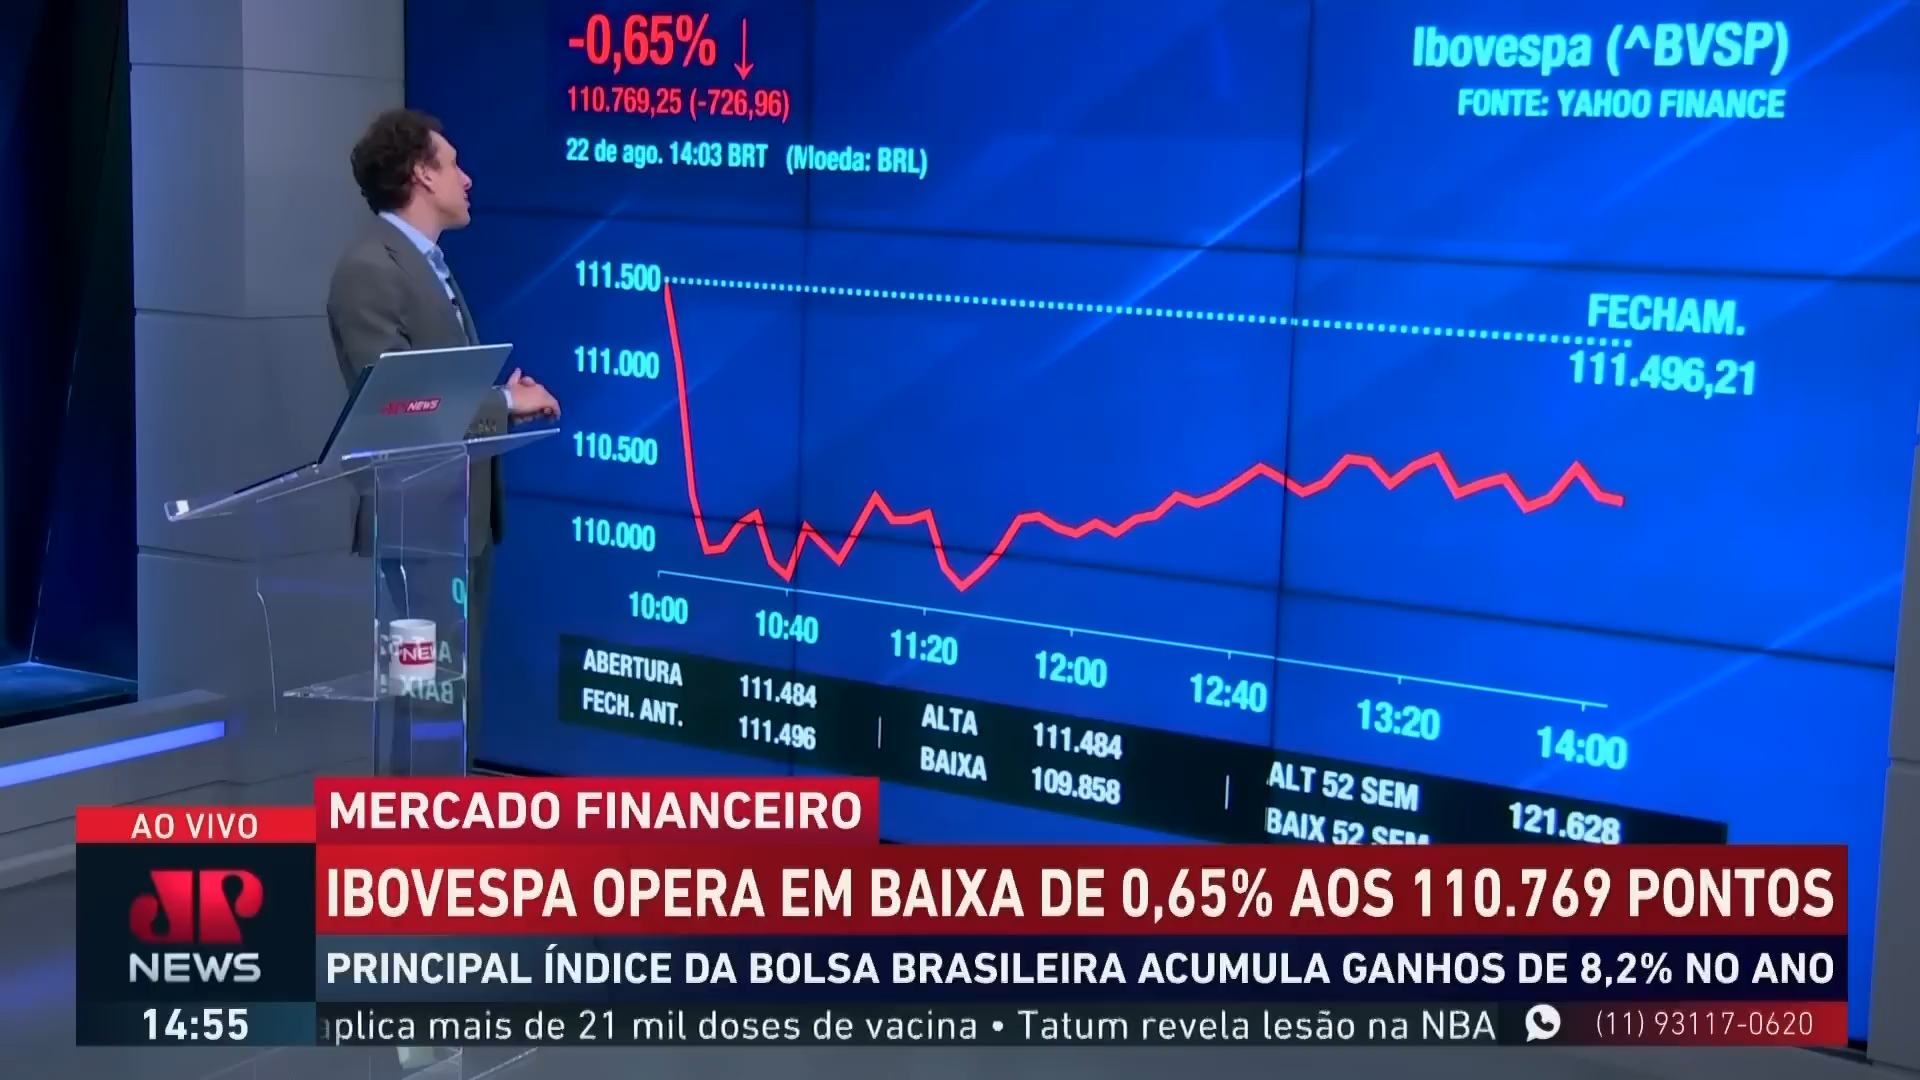 -0,65% ↓
110.769,25 (-726,96)
22 de ago. 14:03 BRT (Moeda: BRL)
Ibovespa (^BVSP)
FONTE: YAHOO FINANCE
111.500
111.000
110.500
110.000
FECHAM.
111.496,21
10:00 10:40 11:20 12:00 12:40 13:20 14:00
ABERTURA 111.484
FECH. ANT. 111.496
ALTA 111.484
BAIXA 109.858
ALT 52 SEM 121.628
BAIX 52 SEM
NEWS
MERCADO FINANCEIRO
AO VIVO
JP
NEWS
14:55
IBOVESPA OPERA EM BAIXA DE 0,65% AOS 110.769 PONTOS
PRINCIPAL ÍNDICE DA BOLSA BRASILEIRA ACUMULA GANHOS DE 8,2% NO ANO
aplica mais de 21 mil doses de vacina • Tatum revela lesão na NBA
(11) 93117-0620